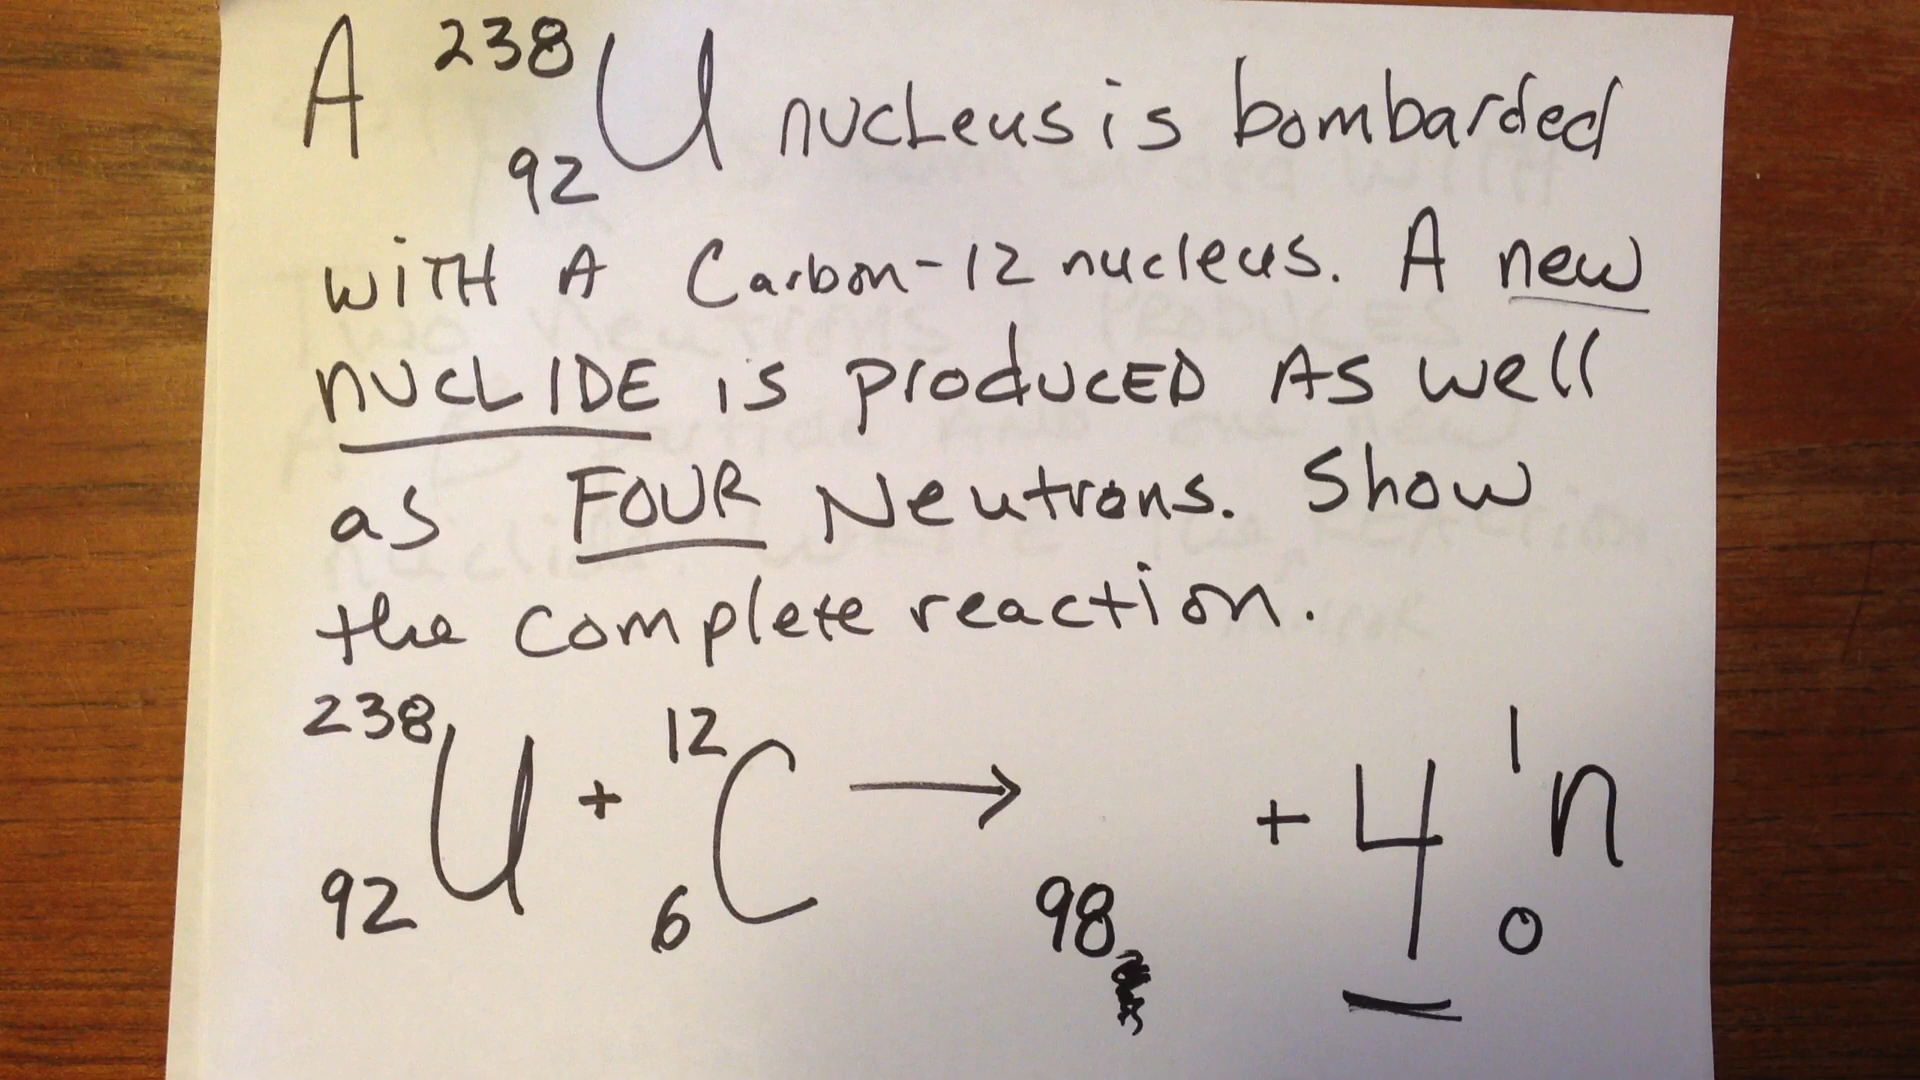 A ²³⁸₉₂U nucleus is bombarded
with A Carbon-12 nucleus. A new
nucLIDE is producED As well
as FOUR Neutrons. Show
the complete reaction.
²³⁸₉₂U + ¹²₆C → ₉₈ + 4 ¹₀n